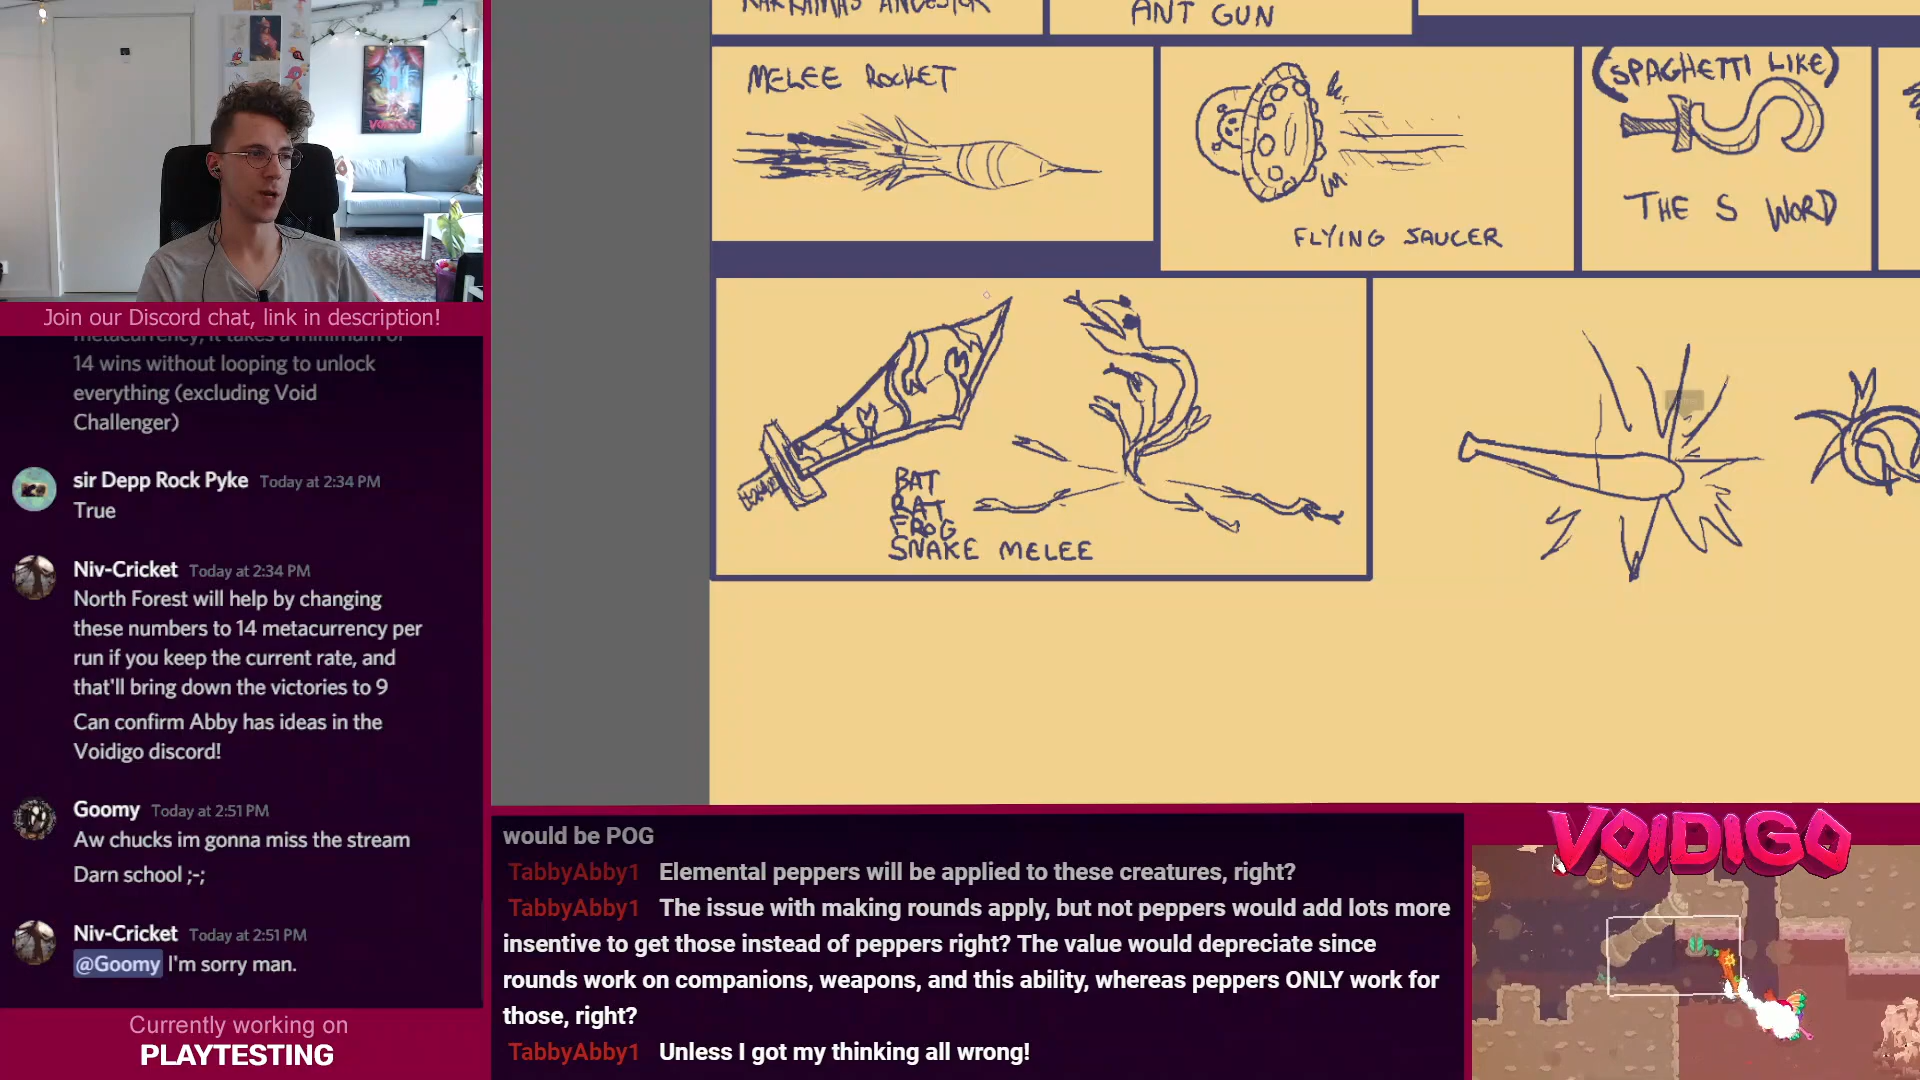 ANT GUN
MELEE ROCKET
FLYING SAUCER
(SPAGHETTI LIKE)
THE S WORD
BAT
RAT
FROG
SNAKE MELEE
Join our Discord chat, link in description!
metacurrency, it takes a minimum of
14 wins without looping to unlock
everything (excluding Void
Challenger)
sir Depp Rock Pyke Today at 2:34 PM
True
Niv-Cricket Today at 2:34 PM
North Forest will help by changing
these numbers to 14 metacurrency per
run if you keep the current rate, and
that'll bring down the victories to 9
Can confirm Abby has ideas in the
Voidigo discord!
Goomy Today at 2:51 PM
Aw chucks im gonna miss the stream
Darn school ;-;
Niv-Cricket Today at 2:51 PM
@Goomy I'm sorry man.
Currently working on
PLAYTESTING
would be POG
TabbyAbby1 Elemental peppers will be applied to these creatures, right?
TabbyAbby1 The issue with making rounds apply, but not peppers would add lots more
insentive to get those instead of peppers right? The value would depreciate since
rounds work on companions, weapons, and this ability, whereas peppers ONLY work for
those, right?
TabbyAbby1 Unless I got my thinking all wrong!
VOIDIGO